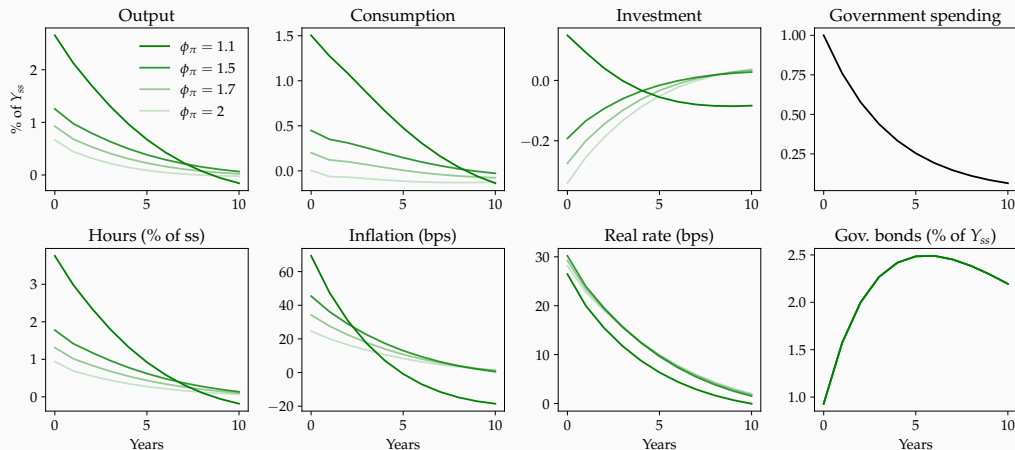 Output
Consumption
Investment
Government spending
% of Y_ss
2
1
0
0 5 10
ϕ_π = 1.1
ϕ_π = 1.5
ϕ_π = 1.7
ϕ_π = 2
1.5
1.0
0.5
0.0
0 5 10
0.0
−0.2
0 5 10
1.00
0.75
0.50
0.25
0 5 10
Hours (% of ss)
Inflation (bps)
Real rate (bps)
Gov. bonds (% of Y_ss)
3
2
1
0
0 5 10
Years
60
40
20
0
−20
0 5 10
Years
30
20
10
0
0 5 10
Years
2.5
2.0
1.5
1.0
0 5 10
Years